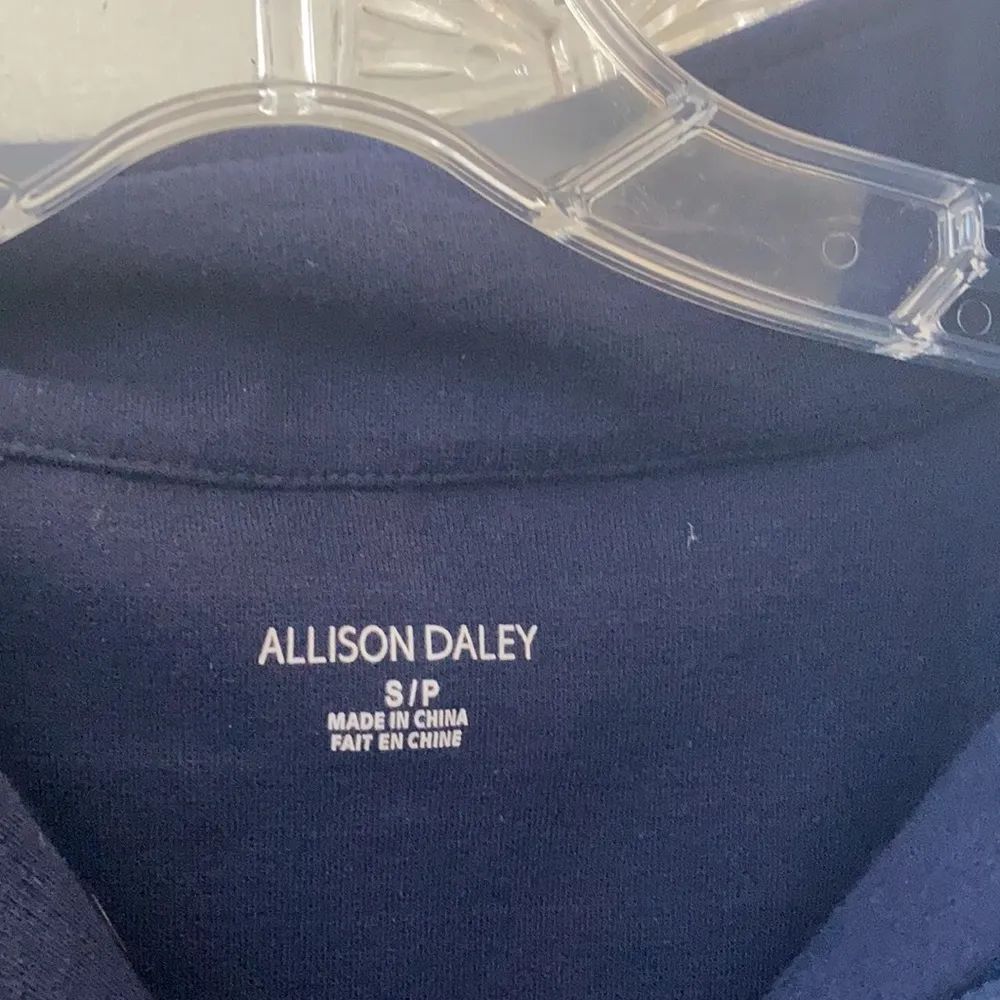 ALLISON DALEY
S/P
MADE IN CHINA
FAIT EN CHINE